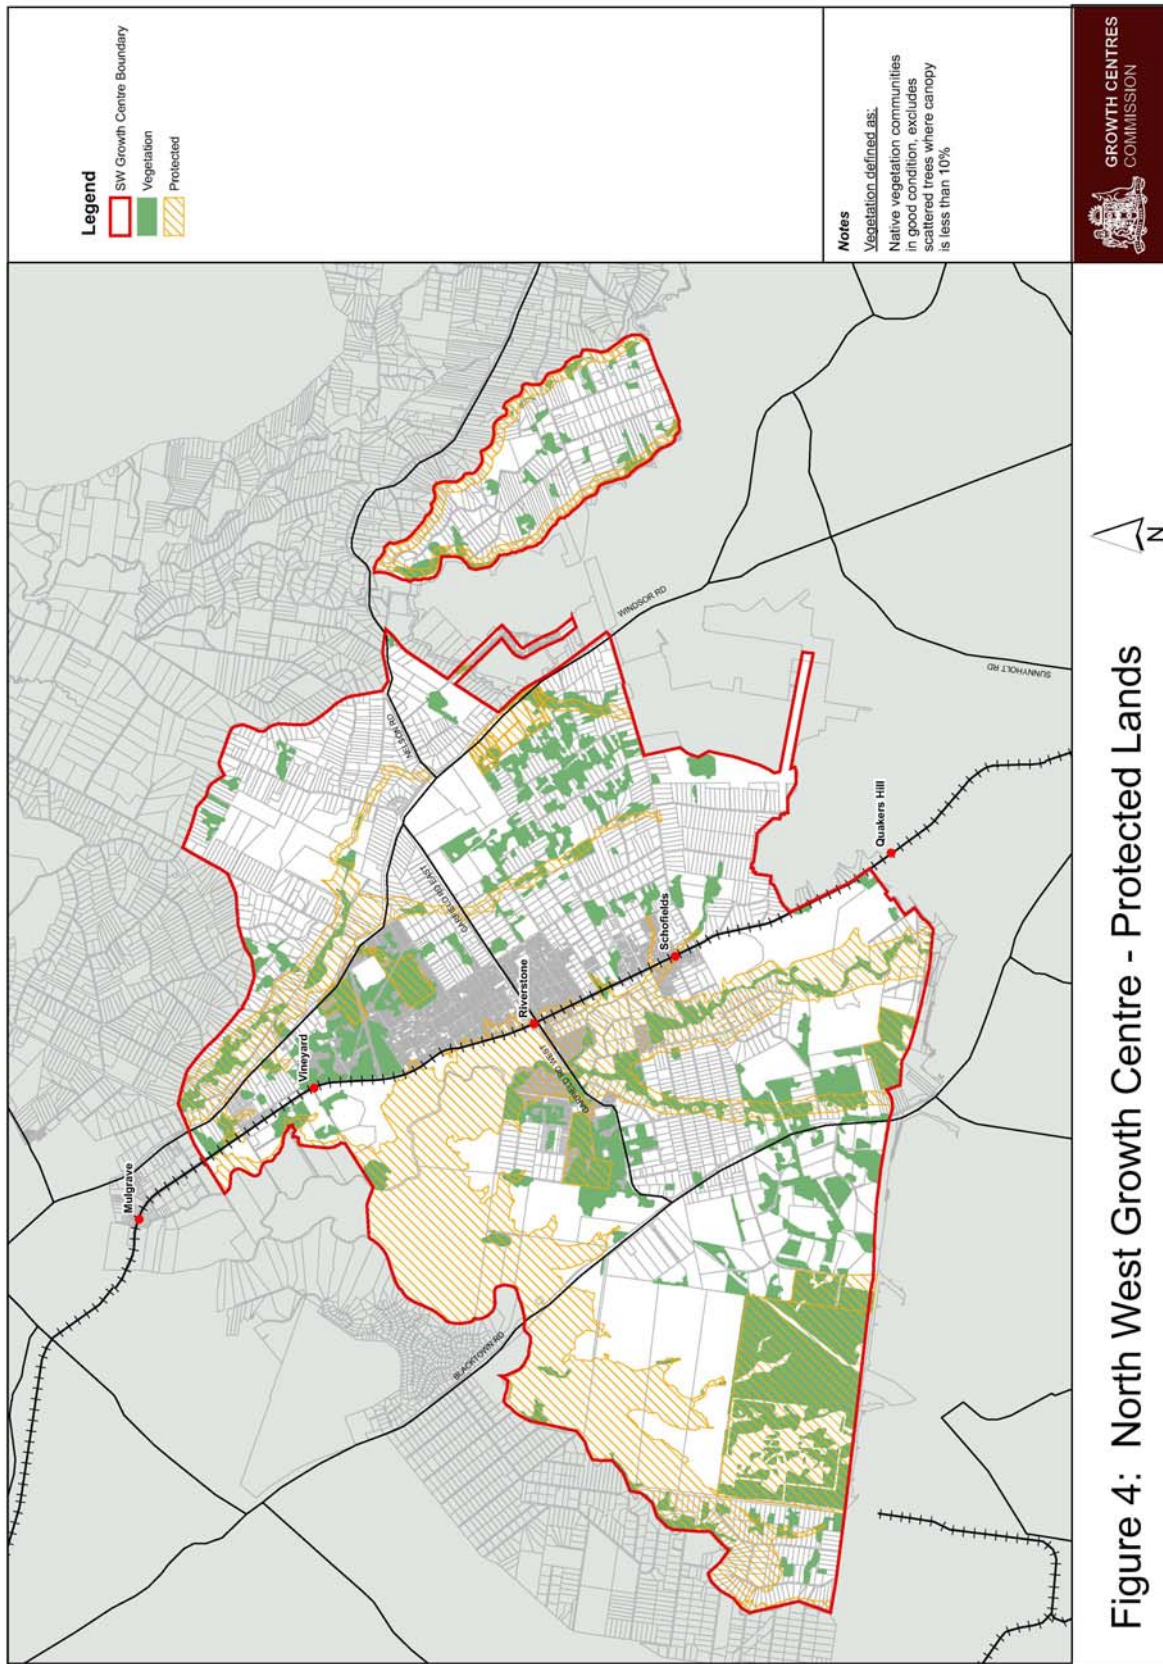 Legend
SW Growth Centre Boundary
Vegetation
Protected
Notes
Vegetation defined as:
Native vegetation communities
in good condition, excludes
scattered trees where canopy
is less than 10%
GROWTH CENTRES
COMMISSION
Mulgrave
Vineyard
Riverstone
Schofields
Quakers Hill
BLACKTOWN RD
GARFIELD RD WEST
GARFIELD RD EAST
NELSON RD
WINDSOR RD
SUNNYHOLT RD
N
Figure 4: North West Growth Centre - Protected Lands